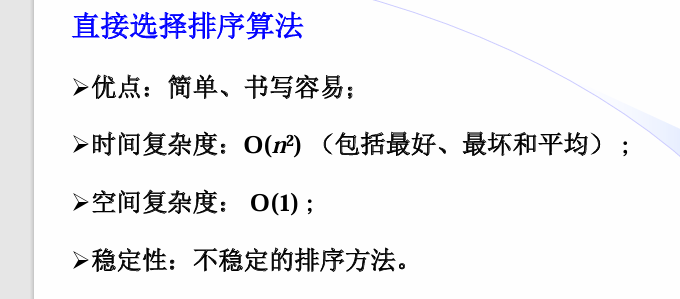 直接选择排序算法
➢优点：简单、书写容易；
➢时间复杂度：O(n²) （包括最好、最坏和平均）；
➢空间复杂度： O(1)；
➢稳定性：不稳定的排序方法。